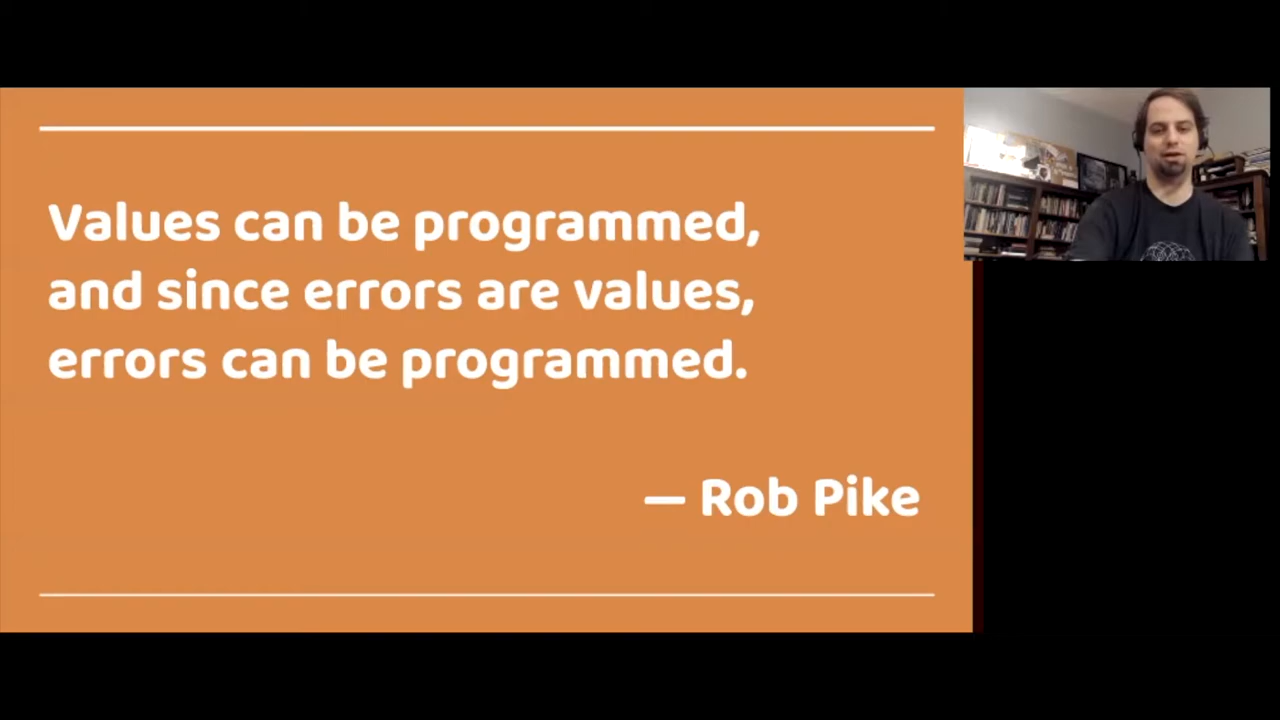 Values can be programmed,
and since errors are values,
errors can be programmed.
— Rob Pike